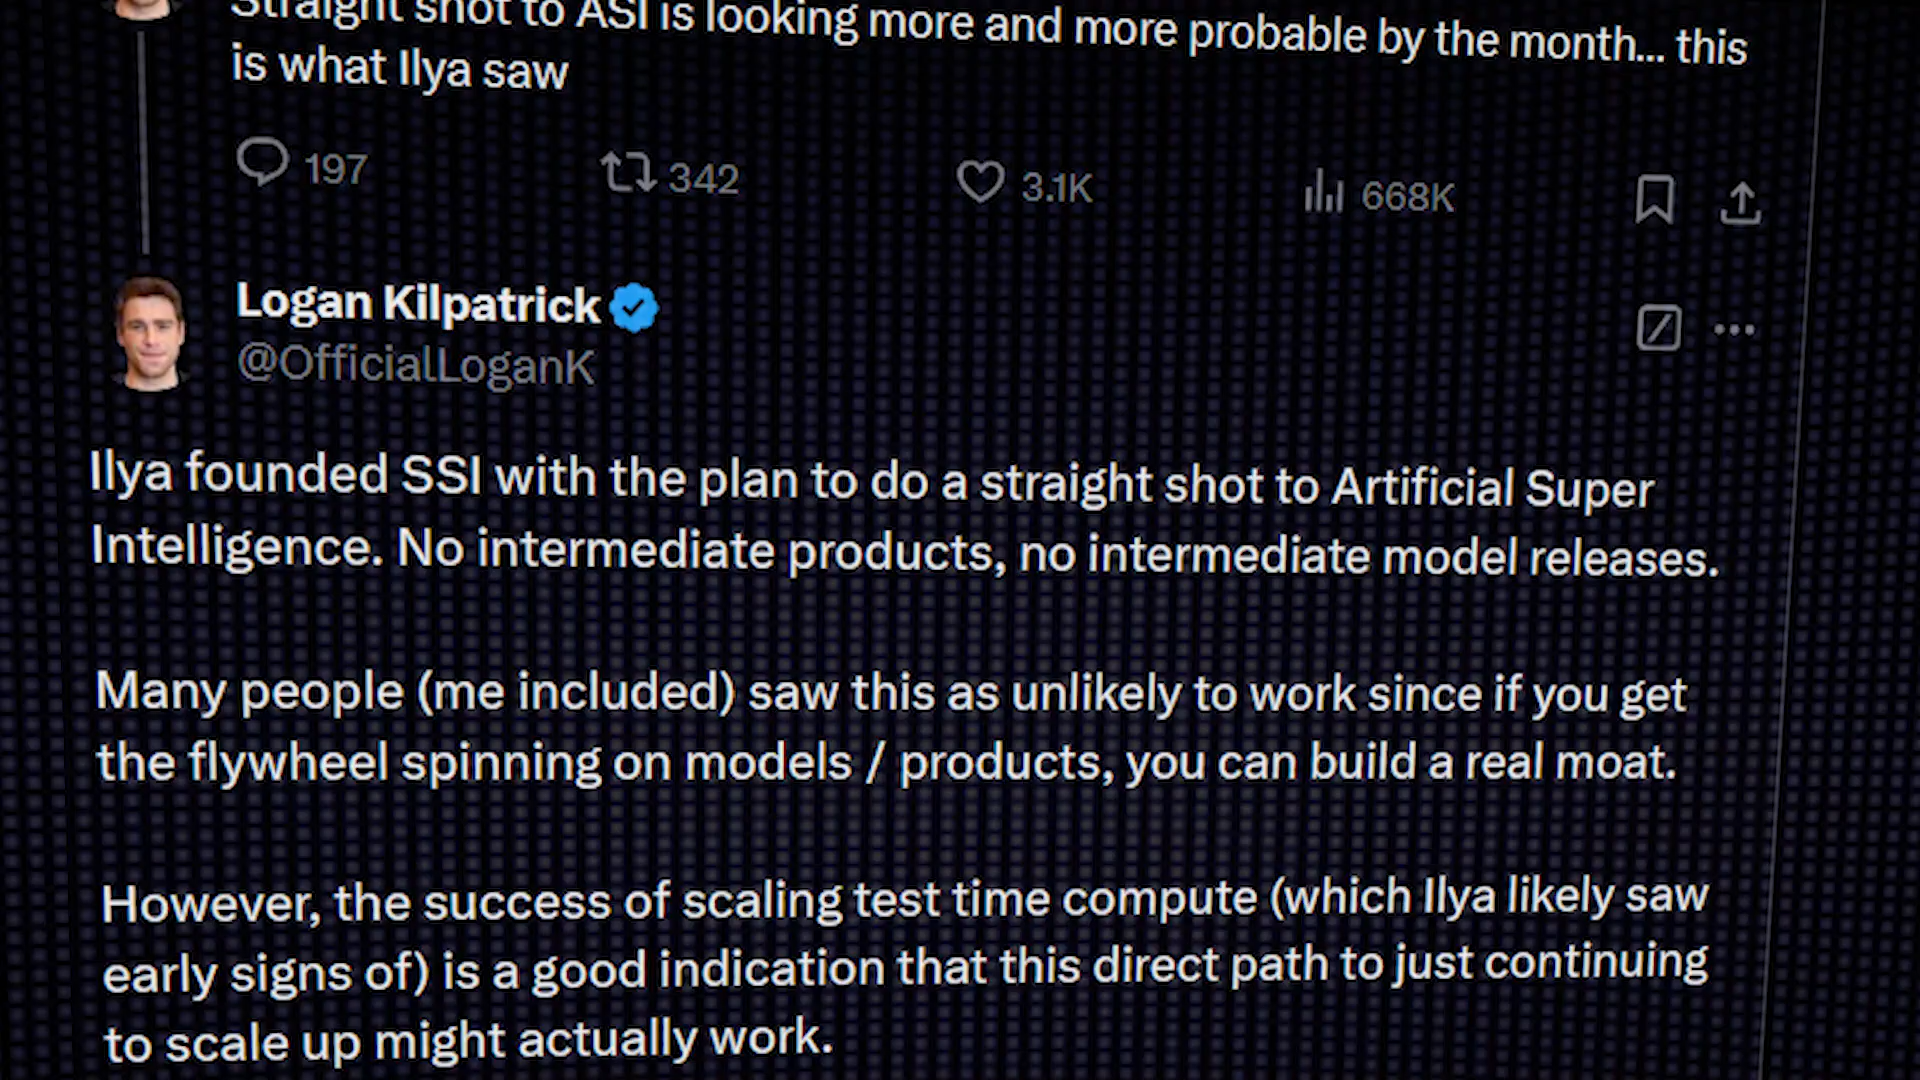 Straight shot to ASI is looking more and more probable by the month... this
is what Ilya saw
197 342 3.1K 668K
Logan Kilpatrick
@OfficialLoganK
Ilya founded SSI with the plan to do a straight shot to Artificial Super
Intelligence. No intermediate products, no intermediate model releases.
Many people (me included) saw this as unlikely to work since if you get
the flywheel spinning on models / products, you can build a real moat.
However, the success of scaling test time compute (which Ilya likely saw
early signs of) is a good indication that this direct path to just continuing
to scale up might actually work.